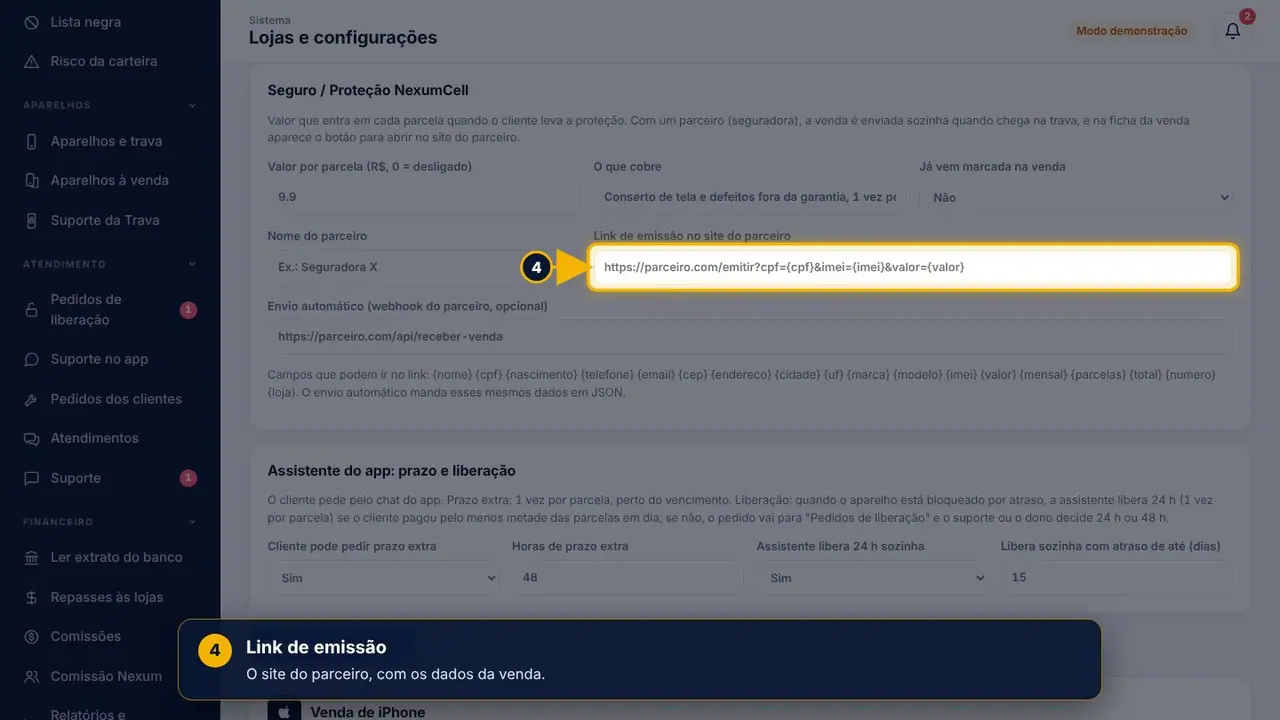 Lista negra
Risco da carteira
APARELHOS
Aparelhos e trava
Aparelhos à venda
Suporte da Trava
ATENDIMENTO
Pedidos de
liberação
1
Suporte no app
Pedidos dos clientes
Atendimentos
Suporte
1
FINANCEIRO
Ler extrato do banco
Repasses às lojas
Comissões
Comissão Nexum
Relatórios e
Sistema
Lojas e configurações
Modo demonstração
2
Seguro / Proteção NexumCell
Valor que entra em cada parcela quando o cliente leva a proteção. Com um parceiro (seguradora), a venda é enviada sozinha quando chega na trava, e na ficha da venda
aparece o botão para abrir no site do parceiro.
Valor por parcela (R$, 0 = desligado)
O que cobre
Já vem marcada na venda
9.9
Conserto de tela e defeitos fora da garantia, 1 vez po
Não
Nome do parceiro
Link de emissão no site do parceiro
Ex.: Seguradora X
4
https://parceiro.com/emitir?cpf={cpf}&imei={imei}&valor={valor}
Envio automático (webhook do parceiro, opcional)
https://parceiro.com/api/receber-venda
Campos que podem ir no link: {nome} {cpf} {nascimento} {telefone} {email} {cep} {endereco} {cidade} {uf} {marca} {modelo} {imei} {valor} {mensal} {parcelas} {total} {numero}
{loja}. O envio automático manda esses mesmos dados em JSON.
Assistente do app: prazo e liberação
O cliente pede pelo chat do app. Prazo extra: 1 vez por parcela, perto do vencimento. Liberação: quando o aparelho está bloqueado por atraso, a assistente libera 24 h (1 vez
por parcela) se o cliente pagou pelo menos metade das parcelas em dia; se não, o pedido vai para "Pedidos de liberação" e o suporte ou o dono decide 24 h ou 48 h.
Cliente pode pedir prazo extra
Horas de prazo extra
Assistente libera 24 h sozinha
Libera sozinha com atraso de até (dias)
Sim
48
Sim
15
4
Link de emissão
O site do parceiro, com os dados da venda.
Venda de iPhone